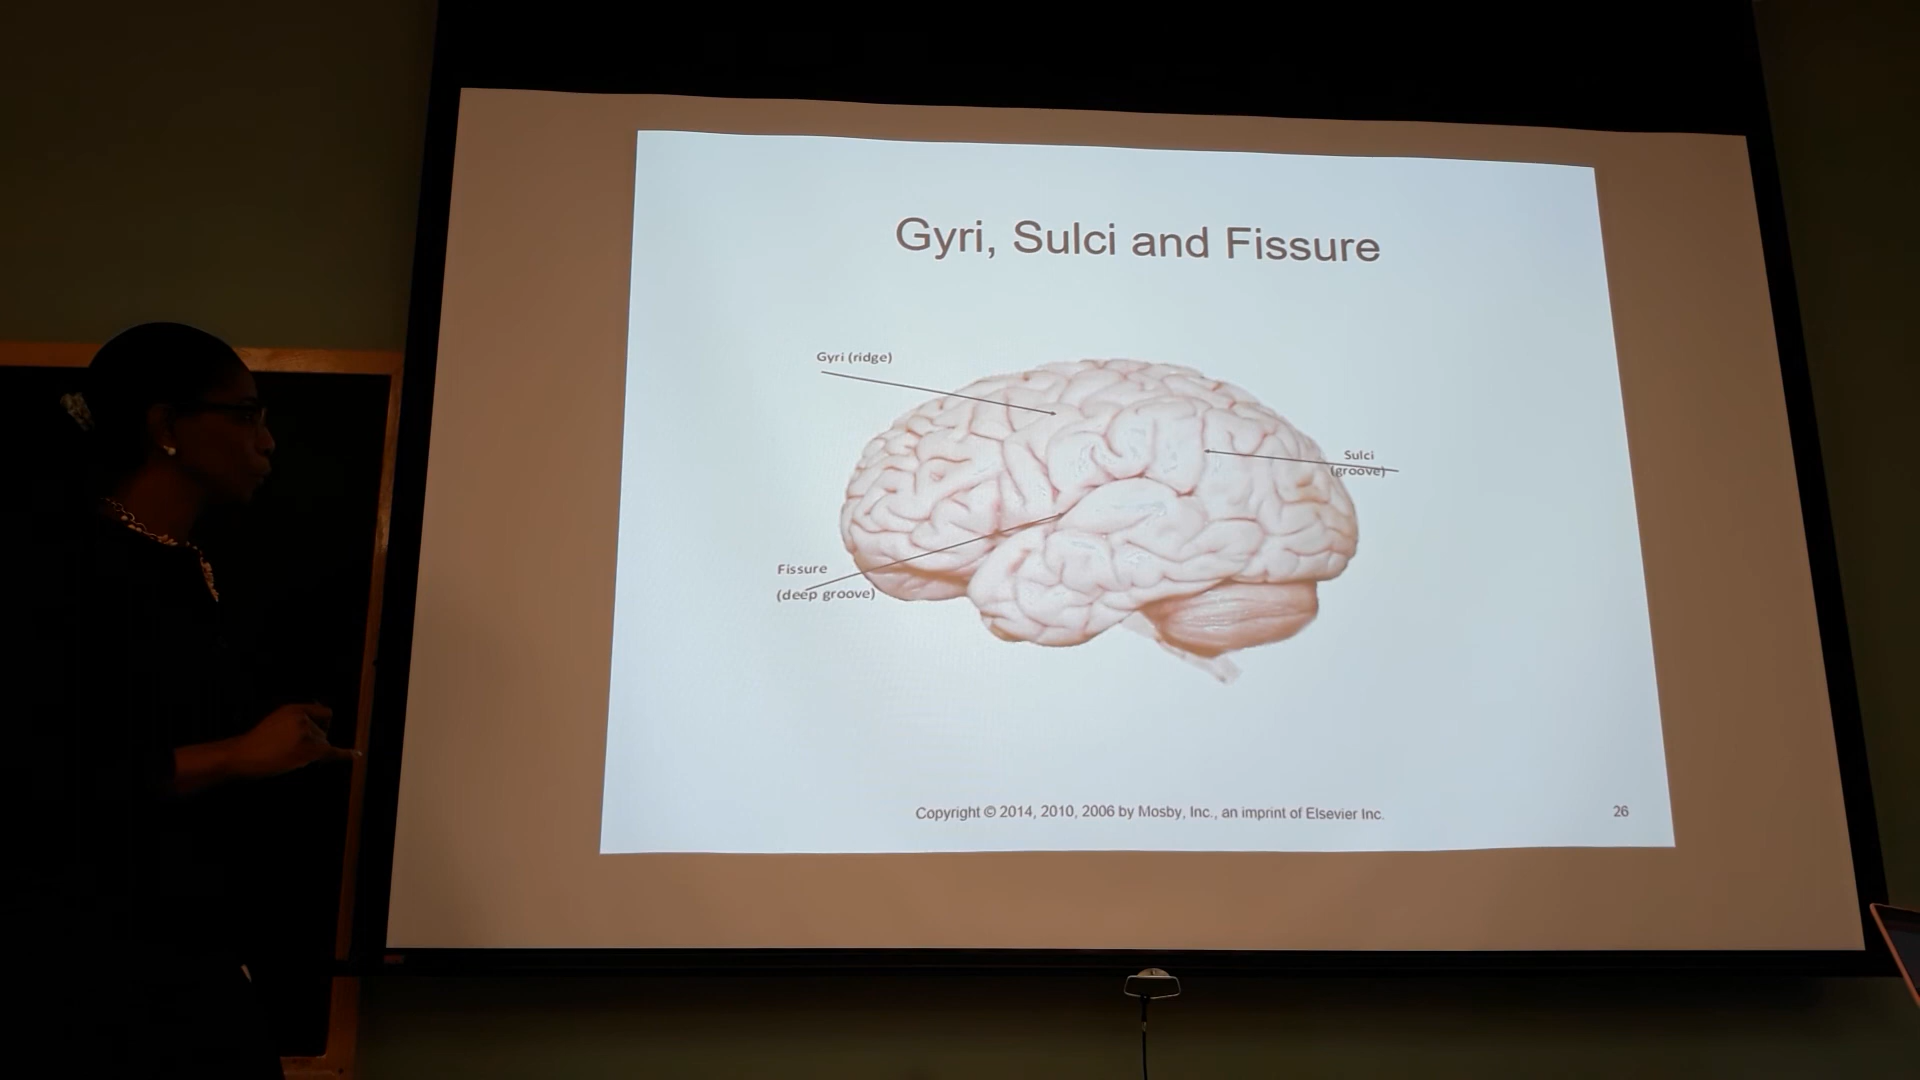 Gyri, Sulci and Fissure
Gyri (ridge)
Sulci
(groove)
Fissure
(deep groove)
Copyright © 2014, 2010, 2006 by Mosby, Inc., an imprint of Elsevier Inc.
26